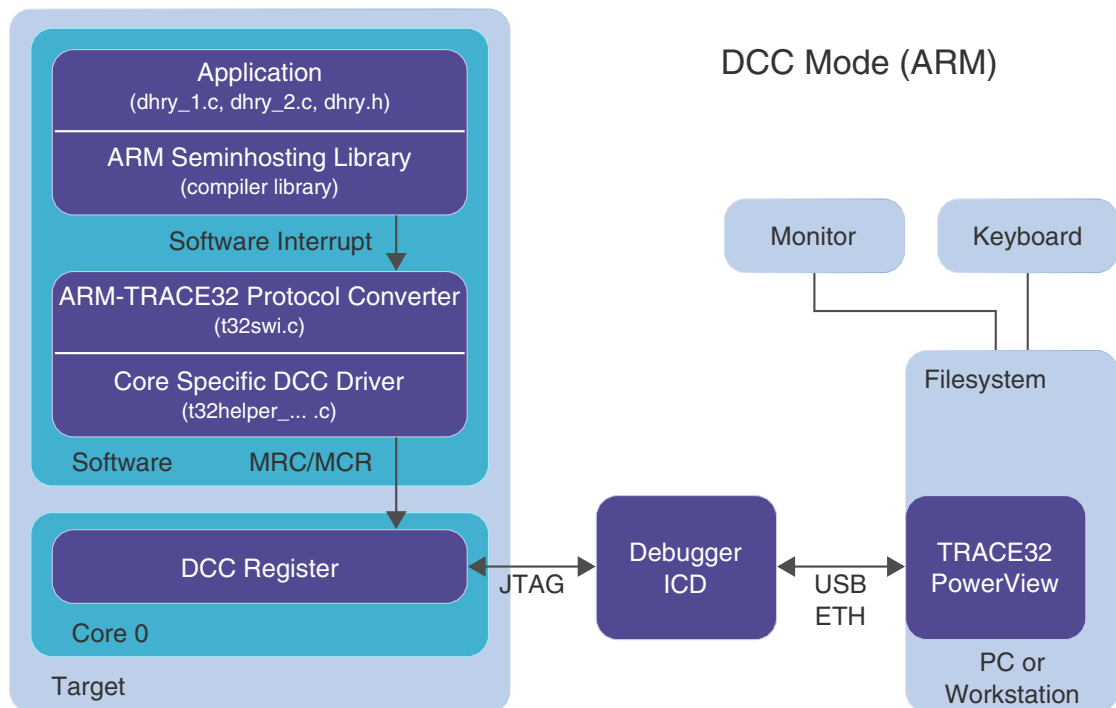 DCC Mode (ARM)
Application
(dhry_1.c, dhry_2.c, dhry.h)
ARM Seminhosting Library
(compiler library)
Software Interrupt
ARM-TRACE32 Protocol Converter
(t32swi.c)
Core Specific DCC Driver
(t32helper_... .c)
Software
MRC/MCR
DCC Register
Core 0
Target
JTAG
Debugger
ICD
USB
ETH
Monitor
Keyboard
Filesystem
TRACE32
PowerView
PC or
Workstation